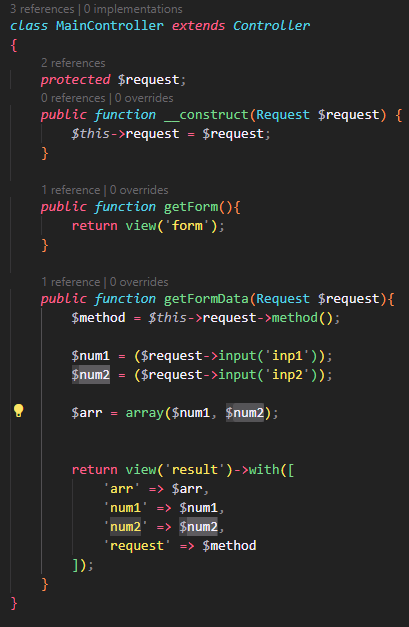 3 references | 0 implementations
class MainController extends Controller
{
2 references
protected $request;
0 references | 0 overrides
public function __construct(Request $request) {
$this->request = $request;
}
1 reference | 0 overrides
public function getForm(){
return view('form');
}
1 reference | 0 overrides
public function getFormData(Request $request){
$method = $this->request->method();
$num1 = ($request->input('inp1'));
$num2 = ($request->input('inp2'));
$arr = array($num1, $num2);
return view('result')->with([
'arr' => $arr,
'num1' => $num1,
'num2' => $num2,
'request' => $method
]);
}
}